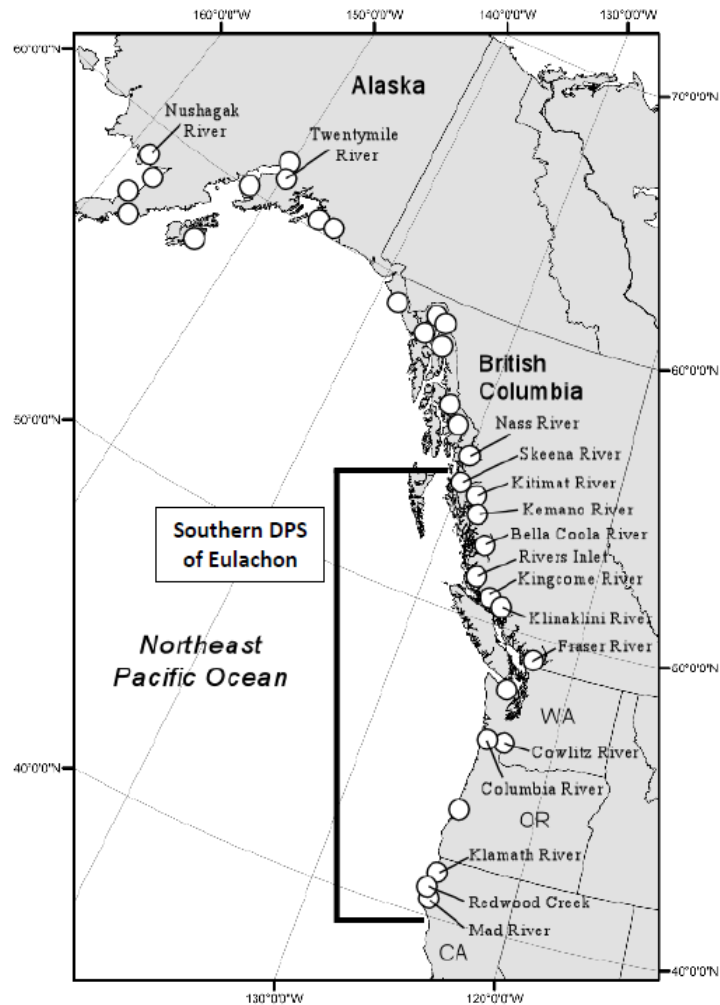 160°0'0"W
150°0'0"W
140°0'0"W
130°0'0"W
60°0'0"N
70°0'0"N
Alaska
Nushagak
River
Twentymile
River
60°0'0"N
British
Columbia
Nass River
50°0'0"N
Skeena River
Kitimat River
Kemano River
Southern DPS
of Eulachon
Bella Coola River
Rivers Inlet
Kingcome River
Klinaklini River
Northeast
Pacific Ocean
Fraser River
50°0'0"N
WA
Cowlitz River
40°0'0"N
Columbia River
OR
Klamath River
Redwood Creek
Mad River
CA
40°0'0"N
130°0'0"W
120°0'0"W